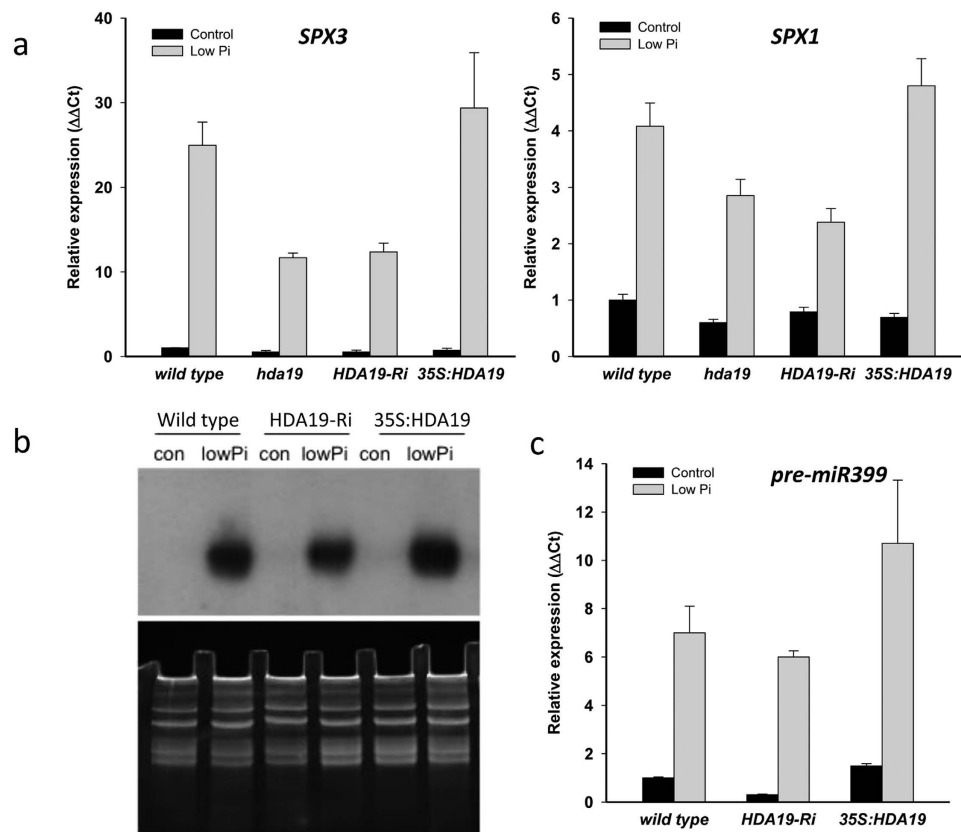 a
SPX3
Control
Low Pi
Relative expression (ΔΔCt)
40
30
20
10
0
wild type hda19 HDA19-Ri 35S:HDA19
SPX1
Control
Low Pi
Relative expression (ΔΔCt)
6
5
4
3
2
1
0
wild type hda19 HDA19-Ri 35S:HDA19
b
Wild type HDA19-Ri 35S:HDA19
con lowPi con lowPi con lowPi
c
pre-miR399
Control
Low Pi
Relative expression (ΔΔCt)
14
12
10
8
6
4
2
0
wild type HDA19-Ri 35S:HDA19